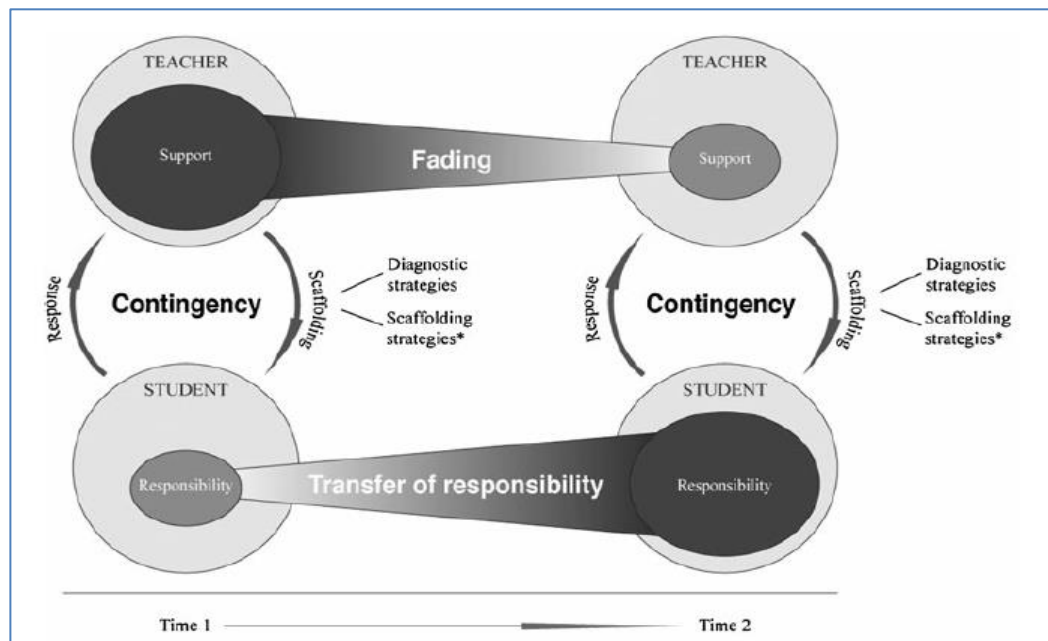 TEACHER
TEACHER
Support
Fading
Support
Response
Contingency
Scaffolding
Diagnostic
strategies
Scaffolding
strategies*
Response
Contingency
Scaffolding
Diagnostic
strategies
Scaffolding
strategies*
STUDENT
STUDENT
Responsibility
Transfer of responsibility
Responsibility
Time 1
Time 2